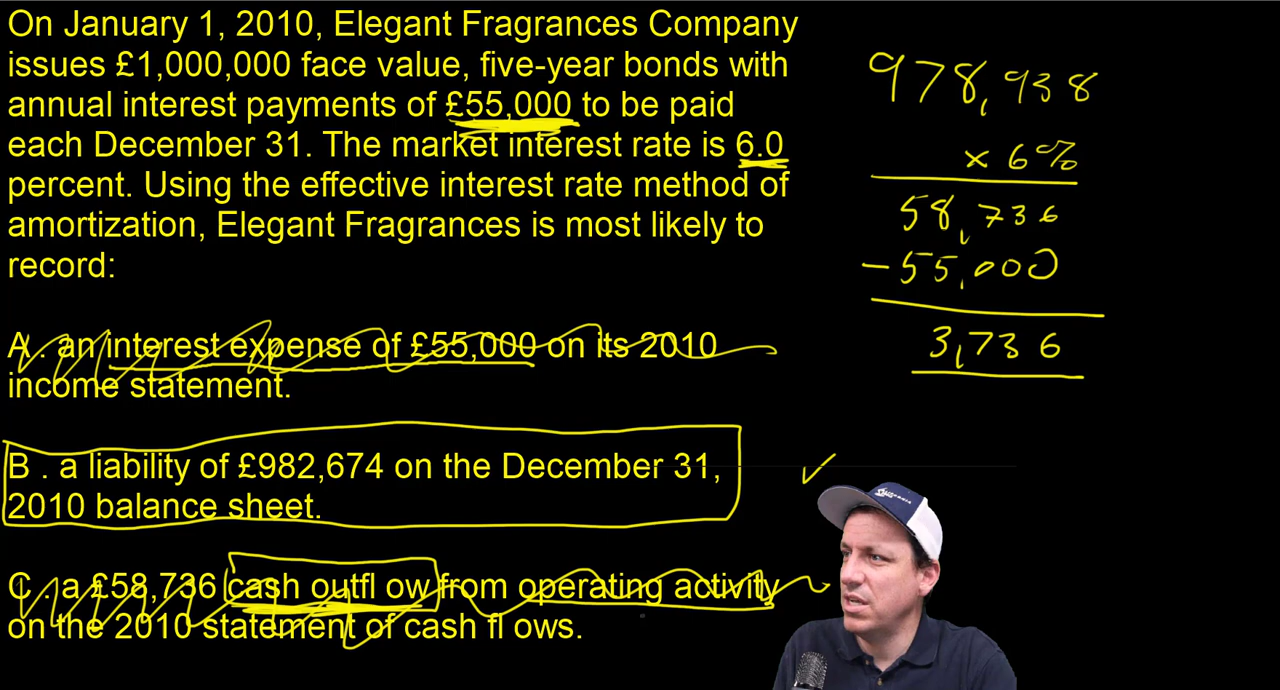 On January 1, 2010, Elegant Fragrances Company
issues £1,000,000 face value, five-year bonds with
annual interest payments of £55,000 to be paid
each December 31. The market interest rate is 6.0
percent. Using the effective interest rate method of
amortization, Elegant Fragrances is most likely to
record:
A . an interest expense of £55,000 on its 2010
income statement.
B . a liability of £982,674 on the December 31,
2010 balance sheet.
C . a £58,736 cash outfl ow from operating activity
on the 2010 statement of cash fl ows.
978,938
x 6%
58,736
-55,000
3,736